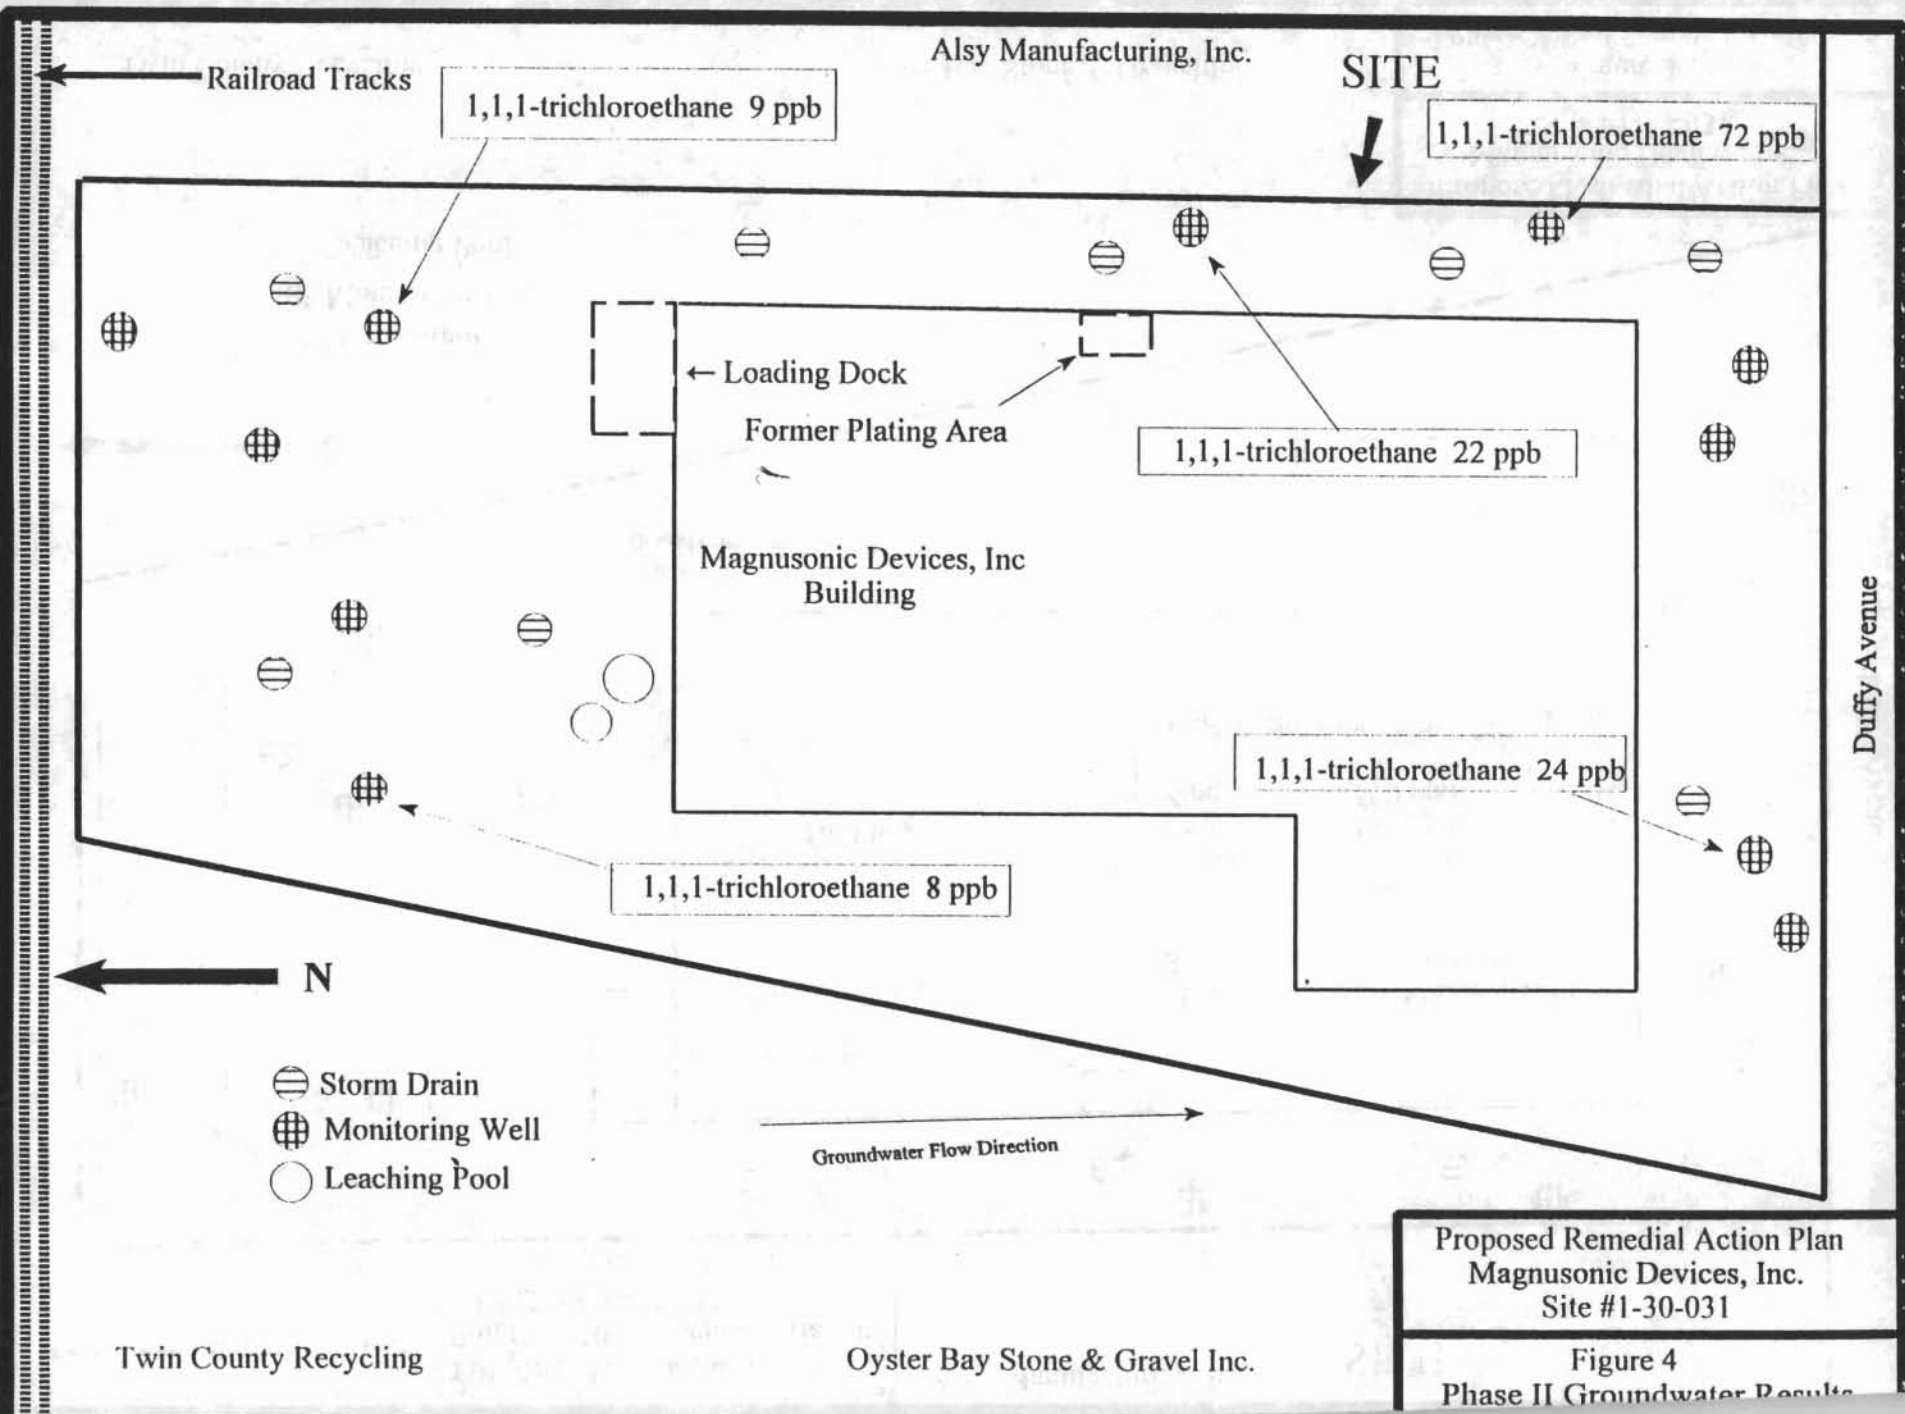 Alsy Manufacturing, Inc.
Railroad Tracks
SITE
1,1,1-trichloroethane 9 ppb
1,1,1-trichloroethane 72 ppb
← Loading Dock
Former Plating Area
1,1,1-trichloroethane 22 ppb
Magnusonic Devices, Inc
Building
Duffy Avenue
1,1,1-trichloroethane 24 ppb
1,1,1-trichloroethane 8 ppb
N
Storm Drain
Monitoring Well
Leaching Pool
Groundwater Flow Direction
Proposed Remedial Action Plan
Magnusonic Devices, Inc.
Site #1-30-031
Twin County Recycling
Oyster Bay Stone & Gravel Inc.
Figure 4
Phase II Groundwater Results